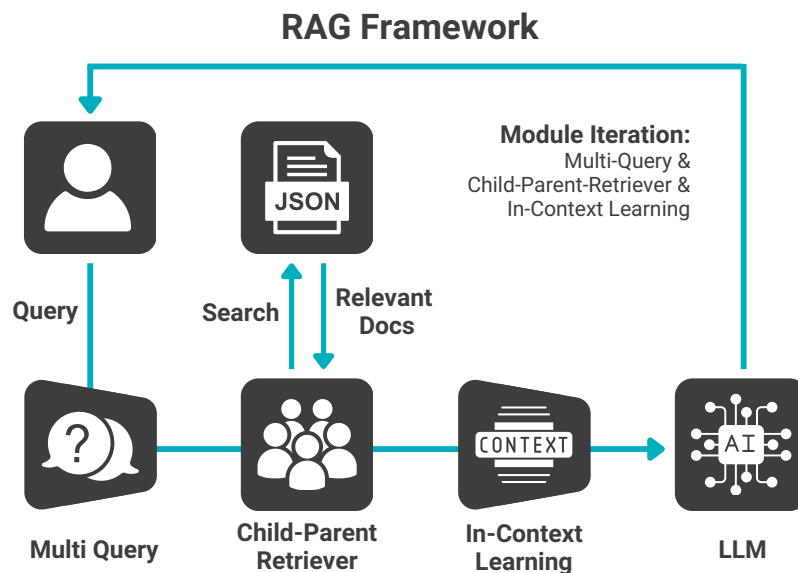 RAG Framework
Module Iteration:
Multi-Query &
Child-Parent-Retriever &
In-Context Learning
JSON
Query
Search
Relevant
Docs
?
CONTEXT
AI
Multi Query
Child-Parent
Retriever
In-Context
Learning
LLM